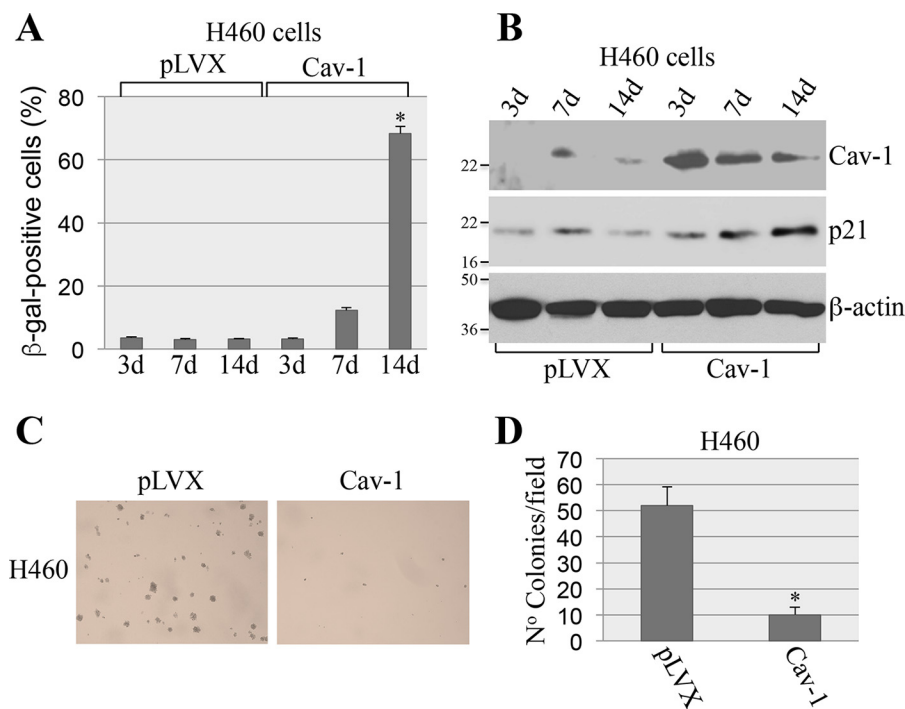 A
H460 cells
pLVX Cav-1
β-gal-positive cells (%)
80
60
40
20
0
*
3d 7d 14d 3d 7d 14d
B
H460 cells
3d 7d 14d 3d 7d 14d
22 Cav-1
22 p21
16
50
β-actin
36
pLVX Cav-1
C
pLVX Cav-1
H460
D
H460
Nº Colonies/field
70
60
50
40
30
20
10
0
*
pLVX Cav-1